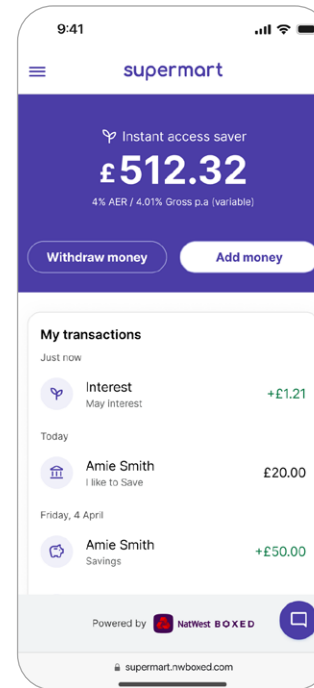 9:41
supermart
Instant access saver
£512.32
4% AER / 4.01% Gross p.a (variable)
Withdraw money Add money
My transactions
Just now
Interest +£1.21
May interest
Today
Amie Smith £20.00
I like to Save
Friday, 4 April
Amie Smith +£50.00
Savings
Powered by NatWest BOXED
supermart.nwboxed.com